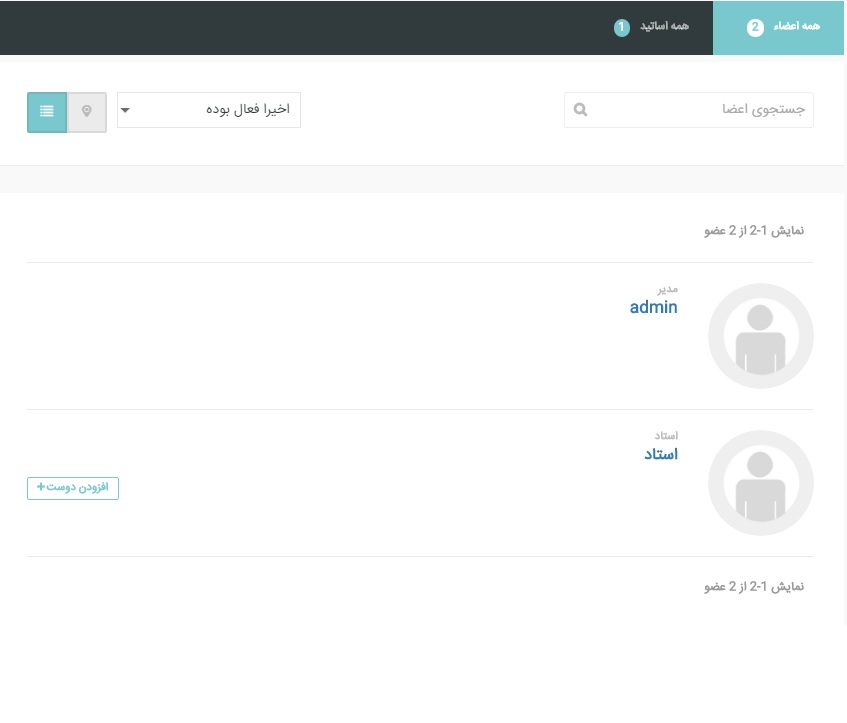 همه اعضاء 2
همه اساتید 1
جستجوی اعضا
اخیرا فعال بوده
نمایش 1-2 از 2 عضو
مدیر
admin
استاد
استاد
افزودن دوست+
نمایش 1-2 از 2 عضو